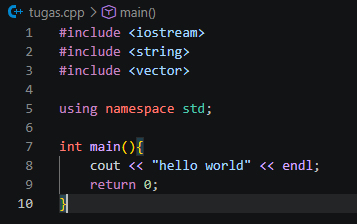 tugas.cpp > main()
1 #include <iostream>
2 #include <string>
3 #include <vector>
4
5 using namespace std;
6
7 int main(){
8     cout << "hello world" << endl;
9     return 0;
10 }